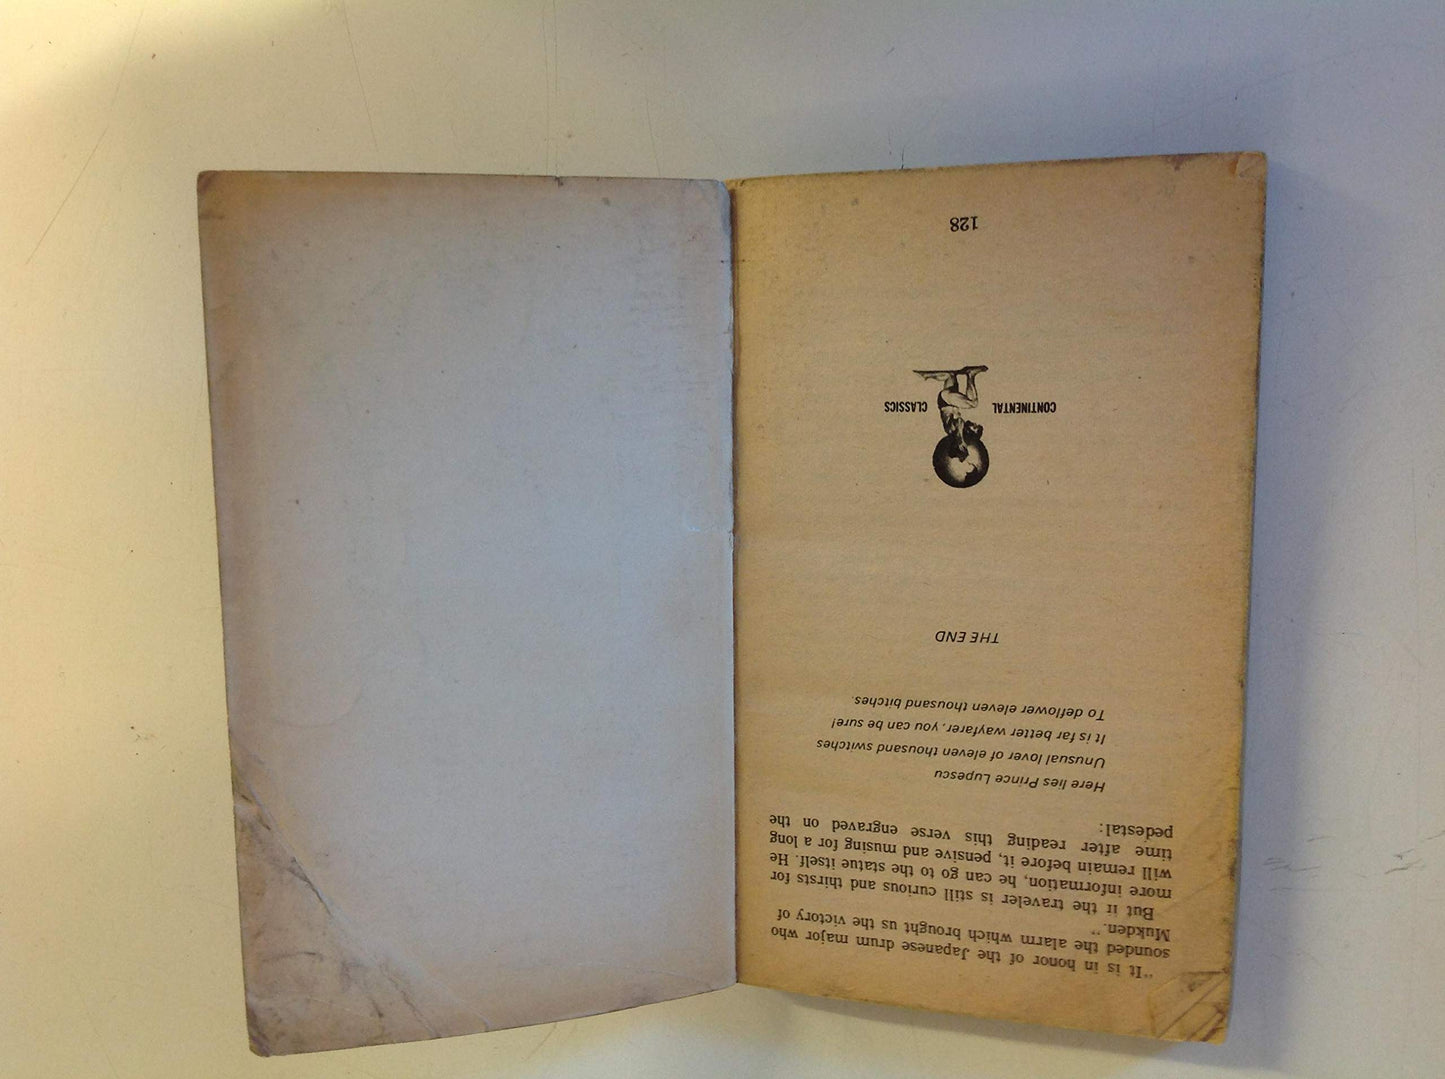 "It is in honor of the Japanese drum major who
sounded the alarm which brought us the victory of
Mukden."
But if the traveler is still curious and thirsts for
more information, he can go to the statue itself. He
will remain before it, pensive and musing for a long
time after reading this verse engraved on the
pedestal:
Here lies Prince Lupescu
Unusual lover of eleven thousand switches
It is far better wayfarer, you can be sure!
To deflower eleven thousand bitches.
THE END
CONTINENTAL CLASSICS
128